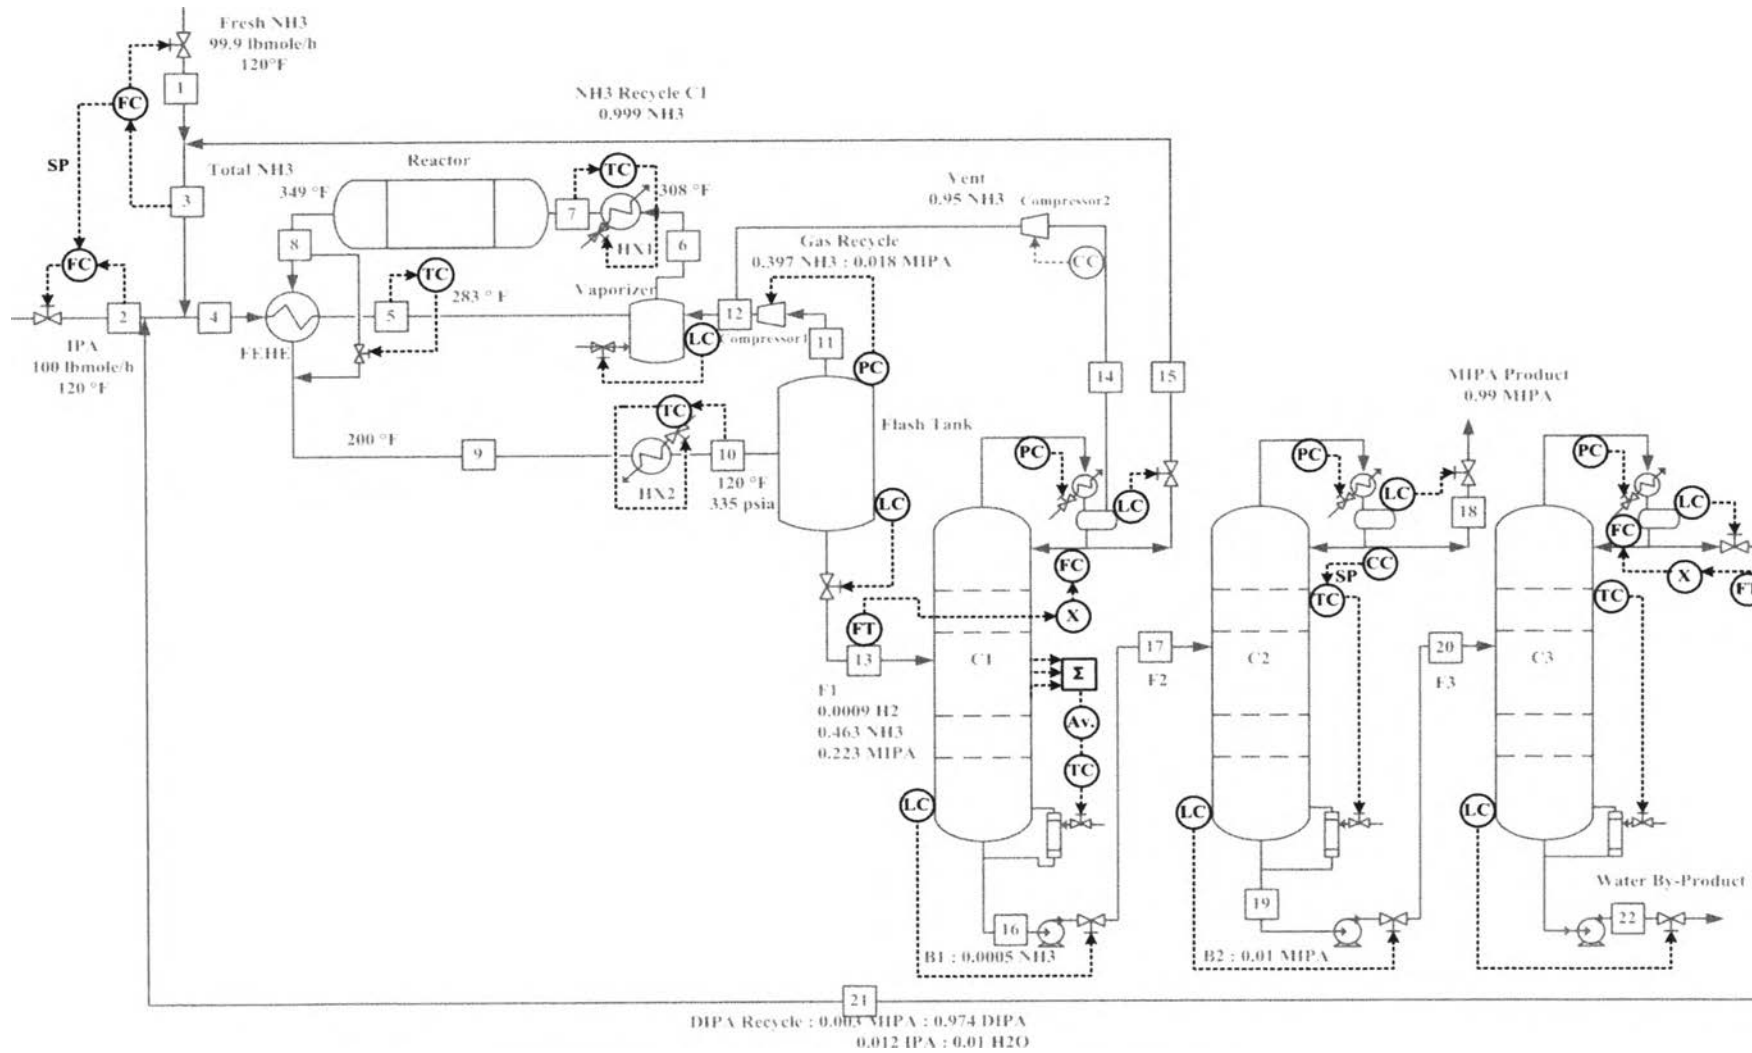 Fresh NH3
99.9 lbmole/h
120°F
1
FC
NH3 Recycle C1
0.999 NH3
SP
Total NH3
Reactor
TC
Vent
0.95 NH3
Compressor2
349 °F
308 °F
3
7
8
HX1
6
Gas Recycle
0.397 NH3 : 0.018 MIPA
CC
FC
TC
283 ° F
Vaporizer
2
4
5
12
LC
Compressor1
11
IPA
100 lbmole/h
120 °F
FEHE
PC
14
15
MIPA Product
0.99 MIPA
TC
Flash Tank
200 °F
9
10
HX2
120 °F
335 psia
PC
LC
PC
LC
18
PC
LC
LC
FC
FC
CC
SP
X
FT
TC
TC
FT
X
13
C1
17
F2
C2
20
F3
C3
Σ
F1
0.0009 H2
0.463 NH3
0.223 MIPA
Av.
TC
LC
LC
LC
Water By-Product
16
19
22
B1 : 0.0005 NH3
B2 : 0.01 MIPA
21
DIPA Recycle : 0.003 MIPA : 0.974 DIPA
0.012 IPA : 0.01 H2O